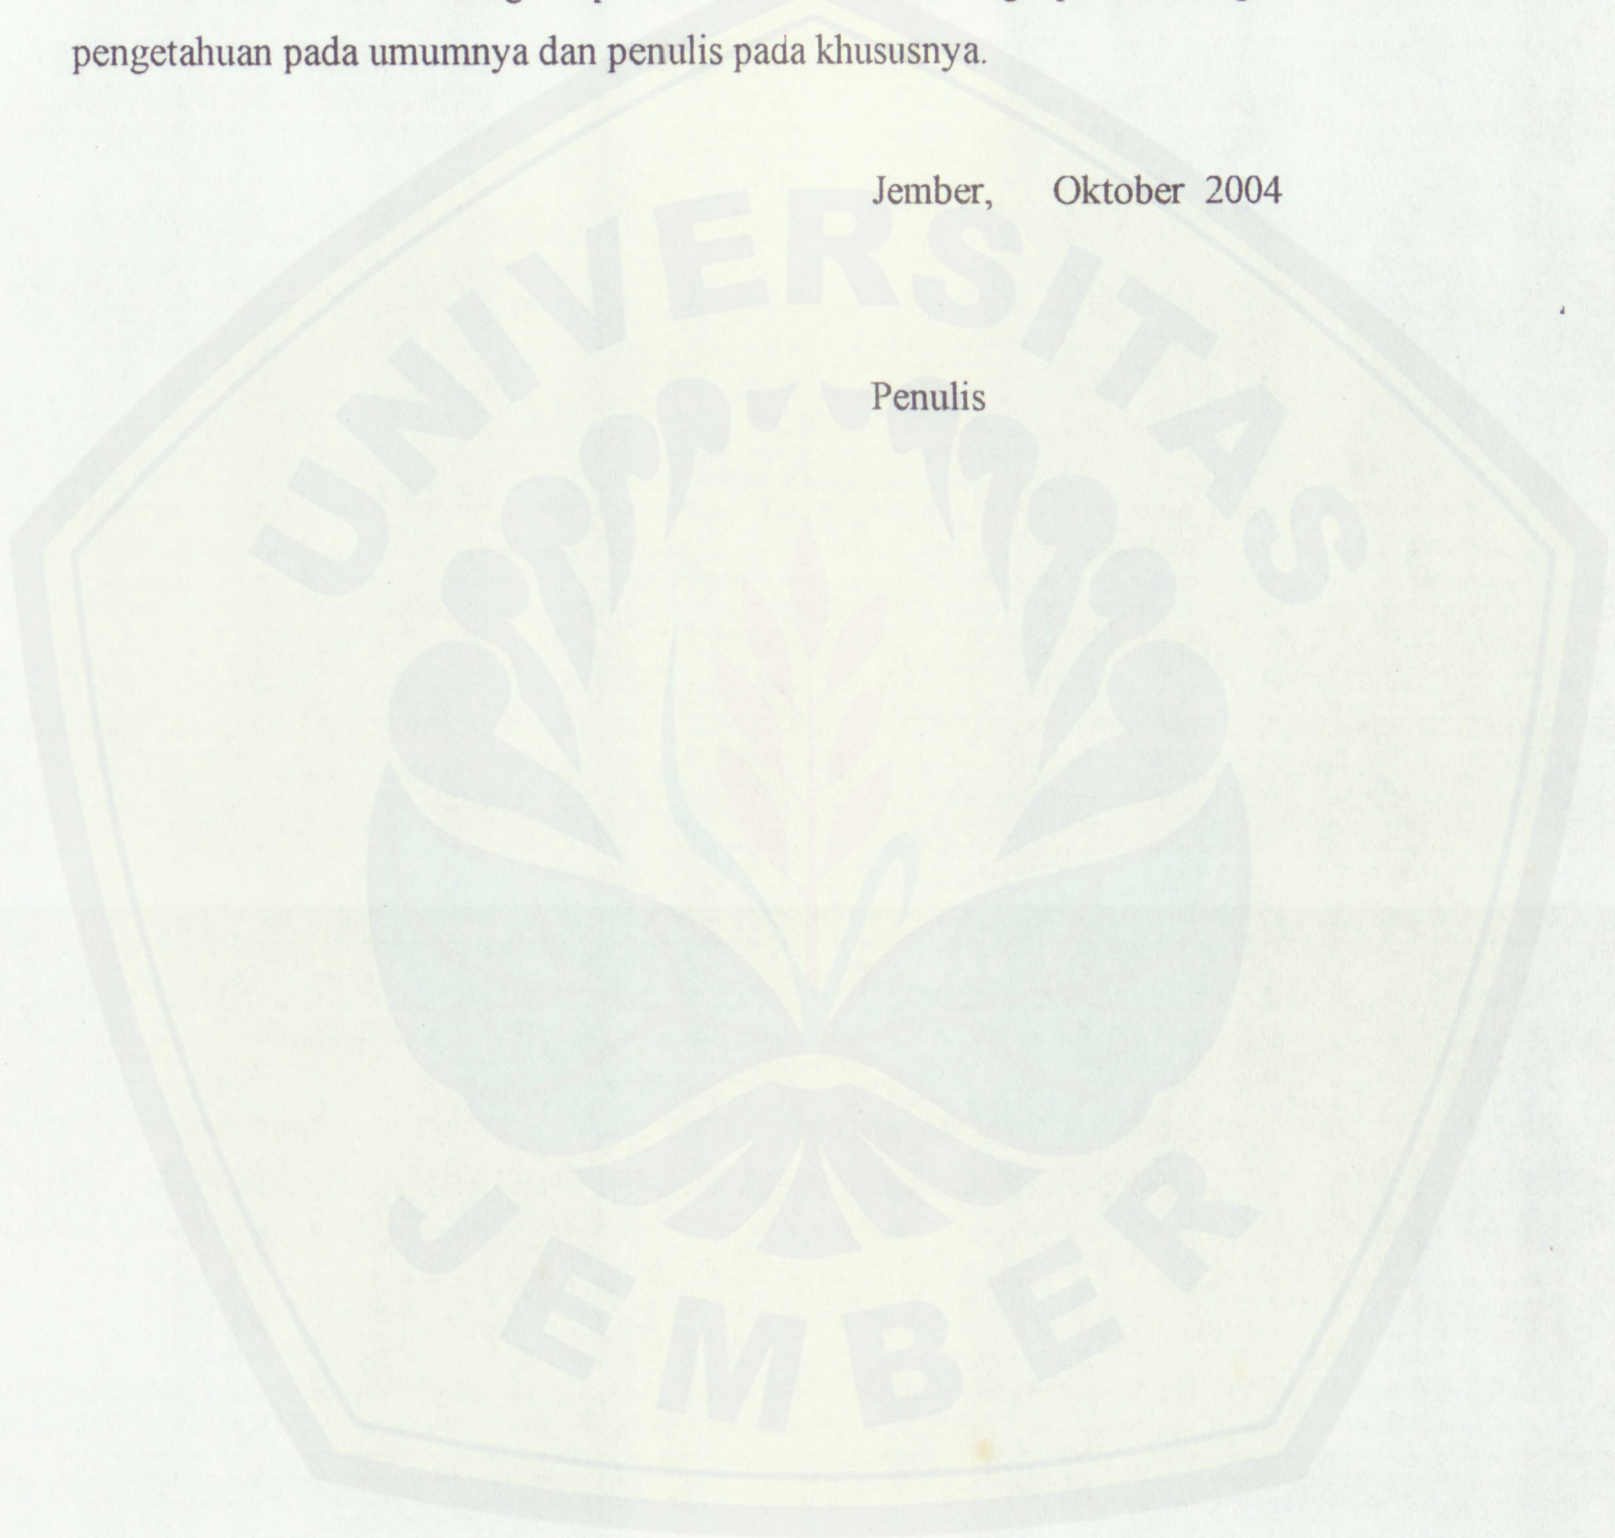 pengetahuan pada umumnya dan penulis pada khususnya.
Jember, Oktober 2004
Penulis
UNIVERSITAS
JEMBER